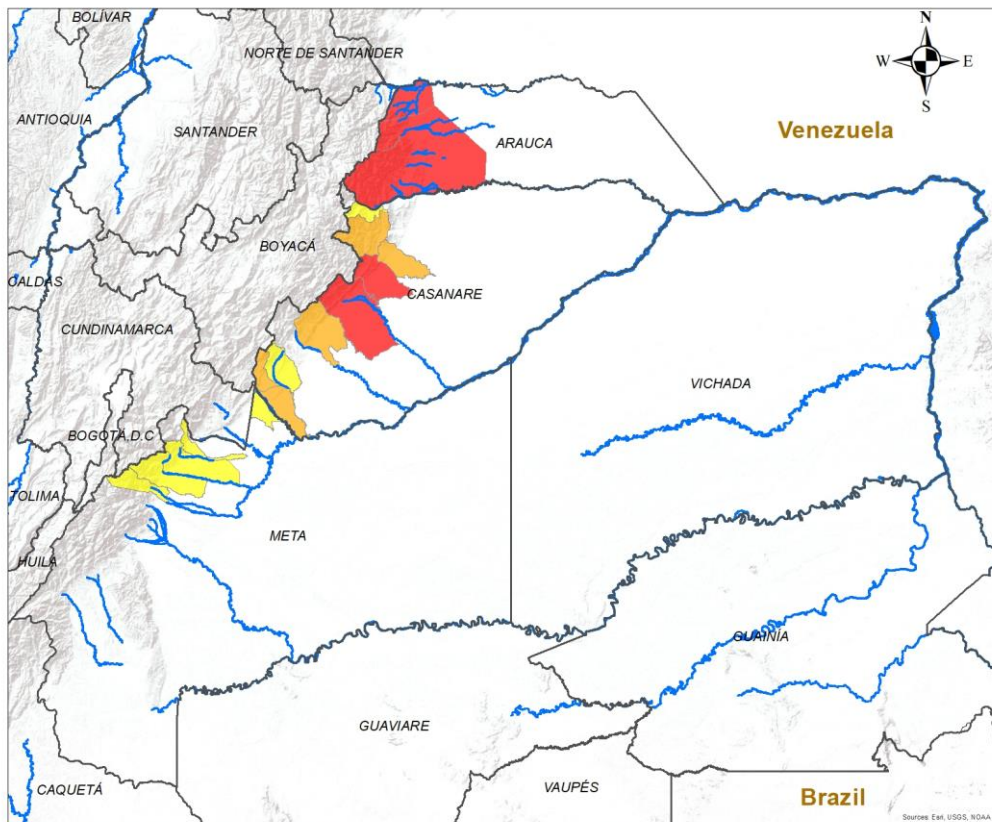 BOLÍVAR
N
NORTE DE SANTANDER
W E
S
ANTIOQUIA
SANTANDER
Venezuela
ARAUCA
BOYACÁ
CALDAS
CASANARE
CUNDINAMARCA
VICHADA
BOGOTA.D.C
TOLIMA
META
HUILA
GUAINÍA
GUAVIARE
CAQUETÁ
VAUPÉS
Brazil
Sources: Esri, USGS, NOAA